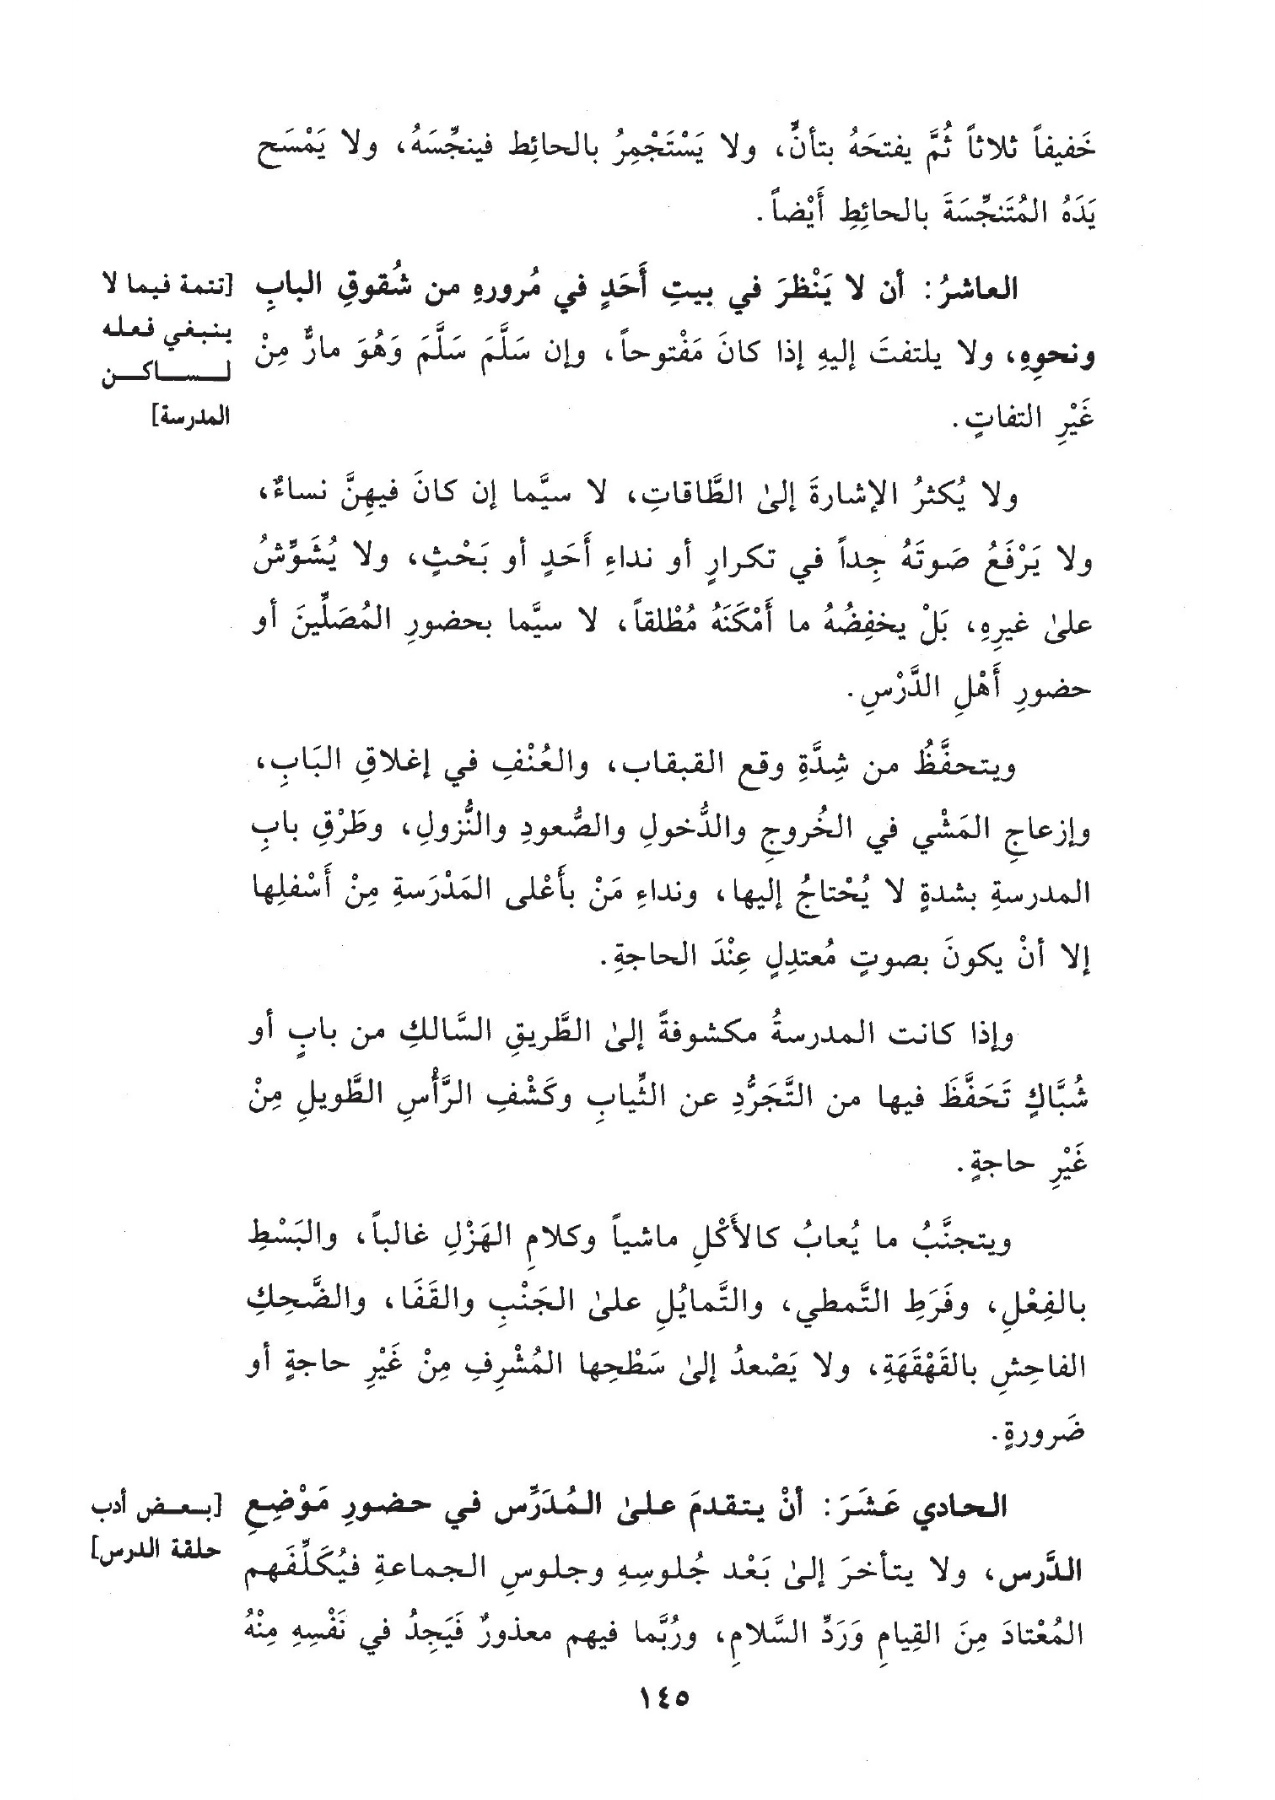 خَفيفاً ثلاثاً ثُمَّ يفتحَهُ بتأنٍّ، ولا يَسْتَجْمِرُ بالحائِط فينجِّسَهُ، ولا يَمْسَح
يَدَهُ المُتَنجِّسَةَ بالحائِطِ أَيْضاً.
العاشرُ: أن لا يَنْظرَ في بيتِ أَحَدٍ في مُرورهِ من شُقوقِ البابِ
ونحوِهِ، ولا يلتفتَ إليهِ إذا كانَ مَفْتوحاً، وإن سَلَّمَ سَلَّمَ وَهُوَ مارٌّ مِنْ
غَيْرِ التفاتٍ.
[تتمة فيما لا
ينبغي فعله
لساكن
المدرسة]
ولا يُكثرُ الإشارةَ إلىٰ الطَّاقاتِ، لا سيَّما إن كانَ فيهِنَّ نساءٌ،
ولا يَرْفَعُ صَوتَهُ جِداً في تكرارٍ أو نداءِ أَحَدٍ أو بَحْثٍ، ولا يُشَوِّشُ
علىٰ غيرِهِ، بَلْ يخفِضُهُ ما أَمْكَنَهُ مُطْلقاً، لا سيَّما بحضورِ المُصَلِّينَ أو
حضورِ أَهْلِ الدَّرْسِ.
ويتحفَّظُ من شِدَّةِ وقع القبقاب، والعُنْفِ في إغلاقِ البَابِ،
وإزعاجِ المَشْي في الخُروجِ والدُّخولِ والصُّعودِ والنُّزولِ، وطَرْقِ بابِ
المدرسةِ بشدةٍ لا يُحْتاجُ إليها، ونداءِ مَنْ بأَعْلى المَدْرَسةِ مِنْ أَسْفلِها
إلا أنْ يكونَ بصوتٍ مُعتدِلٍ عِنْدَ الحاجةِ.
وإذا كانت المدرسةُ مكشوفةً إلىٰ الطَّريقِ السَّالكِ من بابٍ أو
شُبَّاكٍ تَحَفَّظَ فيها من التَّجَرُّدِ عن الثِّيابِ وكَشْفِ الرَّأْسِ الطَّويلِ مِنْ
غَيْرِ حاجةٍ.
ويتجنَّبُ ما يُعابُ كالأَكْلِ ماشياً وكلامِ الهَزْلِ غالباً، والبَسْطِ
بالفِعْلِ، وفَرَطِ التَّمطي، والتَّمايُلِ علىٰ الجَنْبِ والقَفَا، والضَّحِكِ
الفاحِشِ بالقَهْقَهَةِ، ولا يَصْعدُ إلىٰ سَطْحِها المُشْرِفِ مِنْ غَيْرِ حاجةٍ أو
ضَرورةٍ.
الحادي عَشَرَ: أنْ يتقدمَ علىٰ المُدَرِّس في حضورِ مَوْضِعِ
الدَّرس، ولا يتأخرَ إلىٰ بَعْد جُلوسِهِ وجلوسِ الجماعةِ فيُكَلِّفَهم
المُعْتادَ مِنَ القِيامِ وَرَدِّ السَّلامِ، ورُبَّما فيهم معذورٌ فَيَجِدُ في نَفْسِهِ مِنْهُ
[بعض أدب
حلقة الدرس]
١٤٥